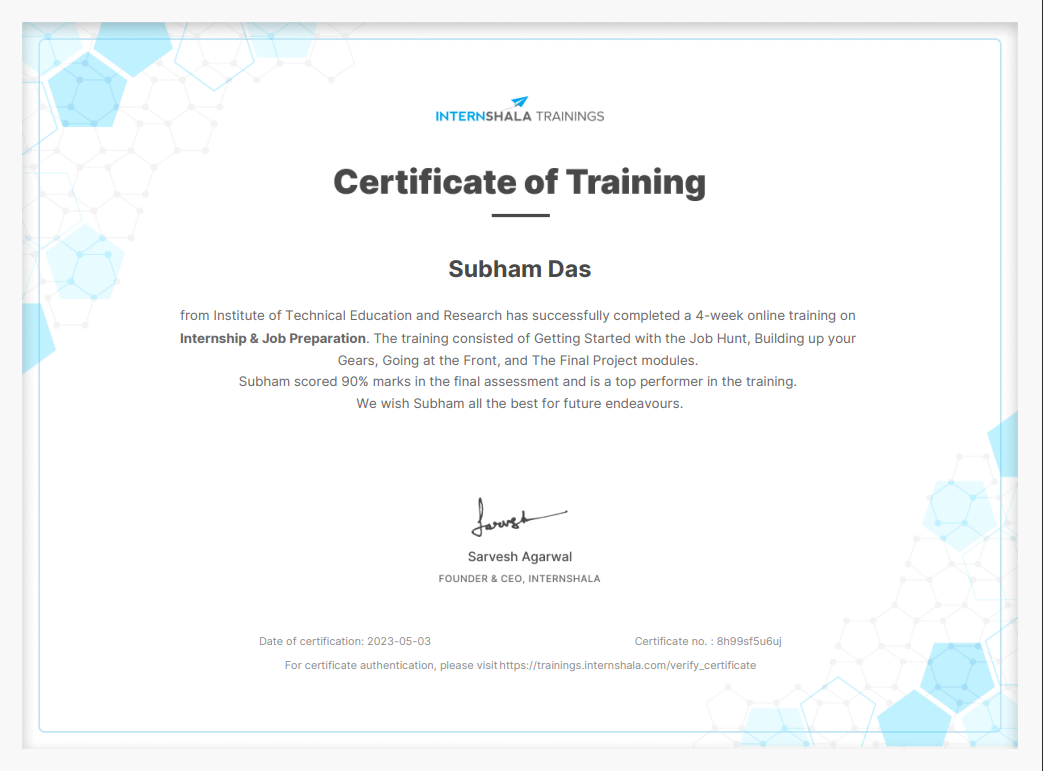 INTERNSHALA TRAININGS
Certificate of Training
Subham Das
from Institute of Technical Education and Research has successfully completed a 4-week online training on
Internship & Job Preparation. The training consisted of Getting Started with the Job Hunt, Building up your
Gears, Going at the Front, and The Final Project modules.
Subham scored 90% marks in the final assessment and is a top performer in the training.
We wish Subham all the best for future endeavours.
Sarvesh
Sarvesh Agarwal
FOUNDER & CEO, INTERNSHALA
Date of certification: 2023-05-03 Certificate no. : 8h99sf5u6uj
For certificate authentication, please visit https://trainings.internshala.com/verify_certificate